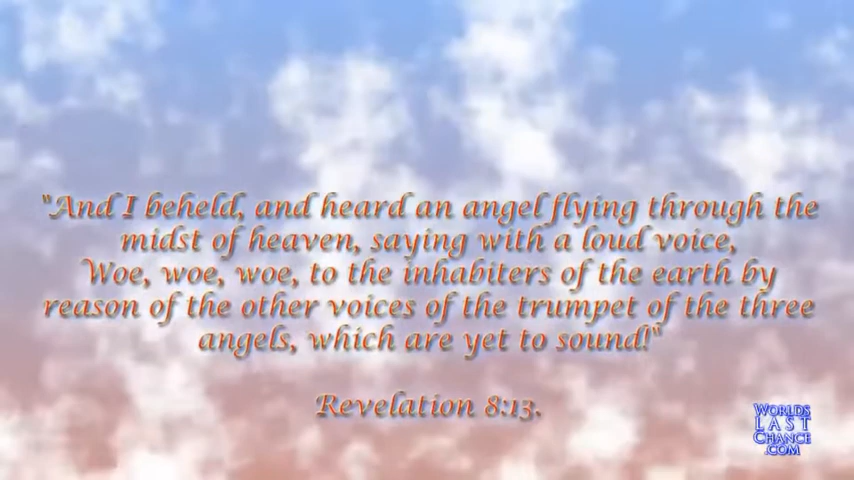 "And I beheld, and heard an angel flying through the
midst of heaven, saying with a loud voice,
Woe, woe, woe, to the inhabiters of the earth by
reason of the other voices of the trumpet of the three
angels, which are yet to sound!"
Revelation 8:13.
WORLDS
LAST
CHANCE
.COM